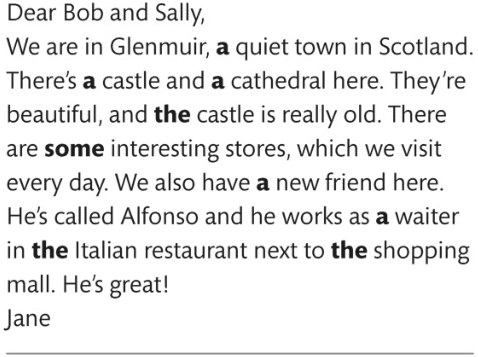 Dear Bob and Sally,
We are in Glenmuir, a quiet town in Scotland.
There’s a castle and a cathedral here. They’re
beautiful, and the castle is really old. There
are some interesting stores, which we visit
every day. We also have a new friend here.
He’s called Alfonso and he works as a waiter
in the Italian restaurant next to the shopping
mall. He’s great!
Jane